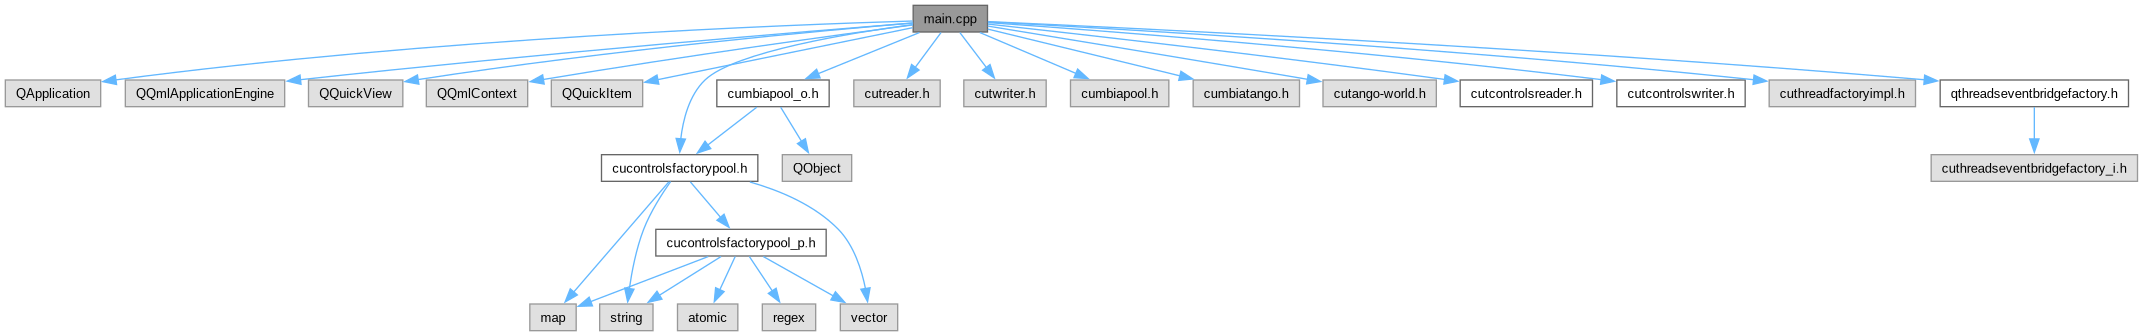 main.cpp
QApplication
QQmlApplicationEngine
QQuickView
QQmlContext
QQuickItem
cumbiapool_o.h
cutreader.h
cutwriter.h
cumbiapool.h
cumbiatango.h
cutango-world.h
cutcontrolsreader.h
cutcontrolswriter.h
cuthreadfactoryimpl.h
qthreadseventbridgefactory.h
cucontrolsfactorypool.h
QObject
cuthreadseventbridgefactory_i.h
cucontrolsfactorypool_p.h
map
string
atomic
regex
vector